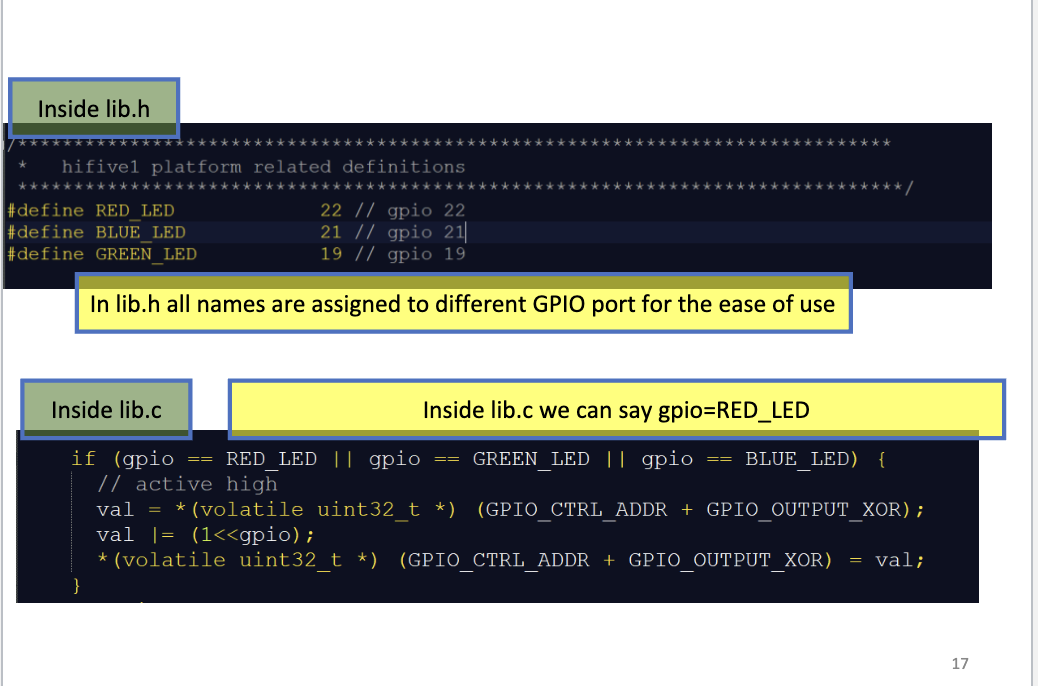 Inside lib.h
/******************************************************************************
*   hifive1 platform related definitions
*******************************************************************************/
#define RED_LED             22 // gpio 22
#define BLUE_LED            21 // gpio 21
#define GREEN_LED           19 // gpio 19
In lib.h all names are assigned to different GPIO port for the ease of use
Inside lib.c
Inside lib.c we can say gpio=RED_LED
if (gpio == RED_LED || gpio == GREEN_LED || gpio == BLUE_LED) {
// active high
val = *(volatile uint32_t *) (GPIO_CTRL_ADDR + GPIO_OUTPUT_XOR);
val |= (1<<gpio);
*(volatile uint32_t *) (GPIO_CTRL_ADDR + GPIO_OUTPUT_XOR) = val;
}
17